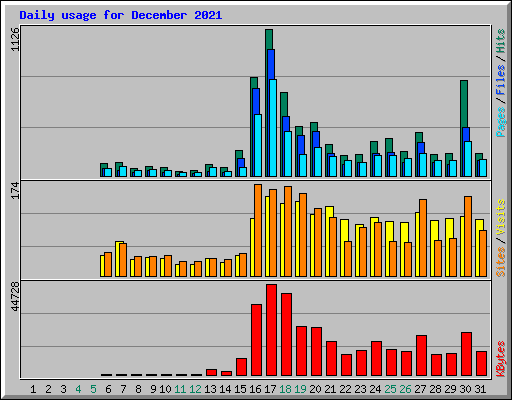 Daily usage for December 2021
1126
Pages / Files / Hits
174
Sites / Visits
44728
KBytes
1 2 3 4 5 6 7 8 9 10 11 12 13 14 15 16 17 18 19 20 21 22 23 24 25 26 27 28 29 30 31